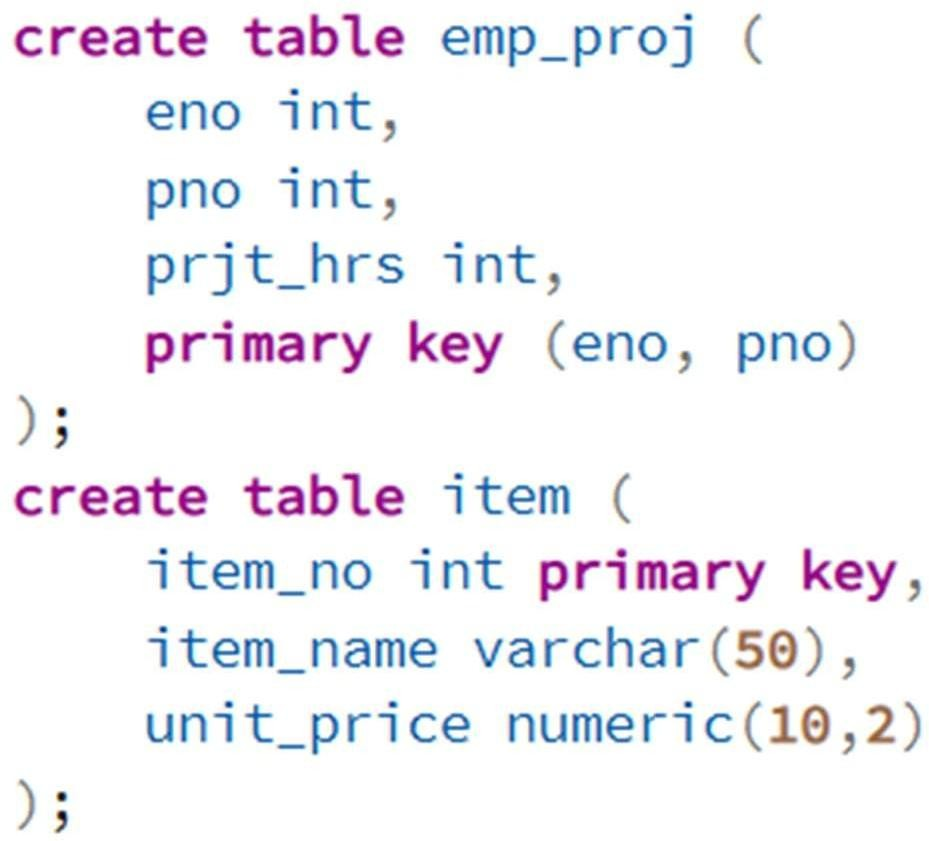 create table emp_proj (
    eno int,
    pno int,
    prjt_hrs int,
    primary key (eno, pno)
);
create table item (
    item_no int primary key,
    item_name varchar(50),
    unit_price numeric(10,2)
);